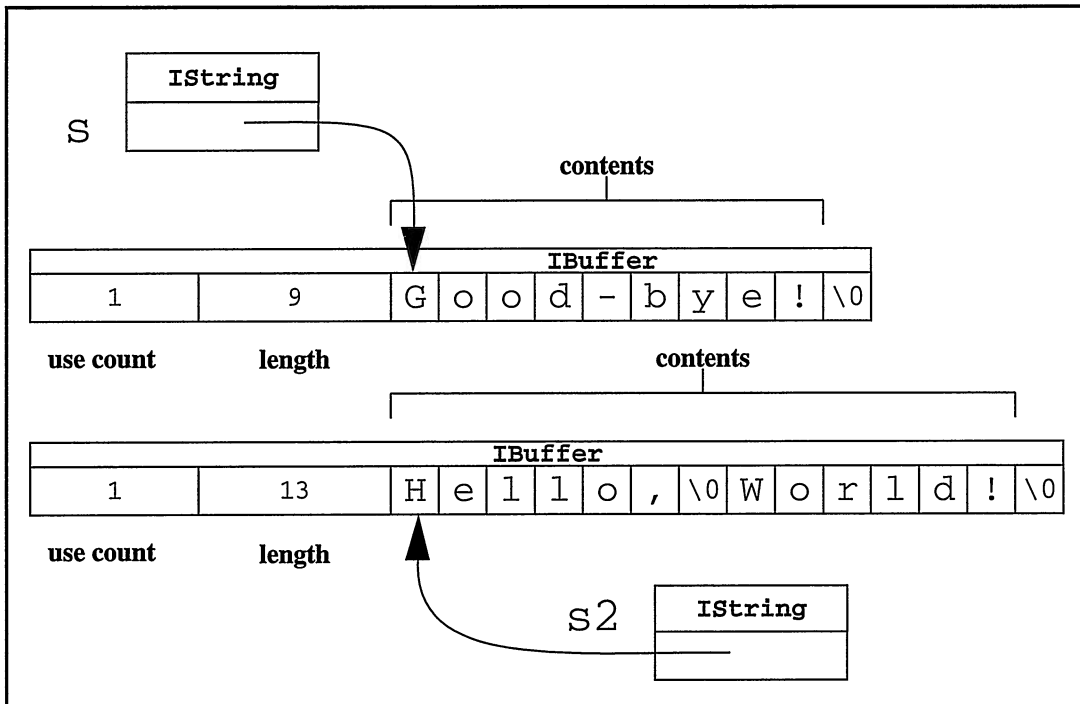 IString
s
contents
IBuffer
1 9 G o o d - b y e ! \0
use count length
contents
IBuffer
1 13 H e l l o , \0 W o r l d ! \0
use count length
s2
IString